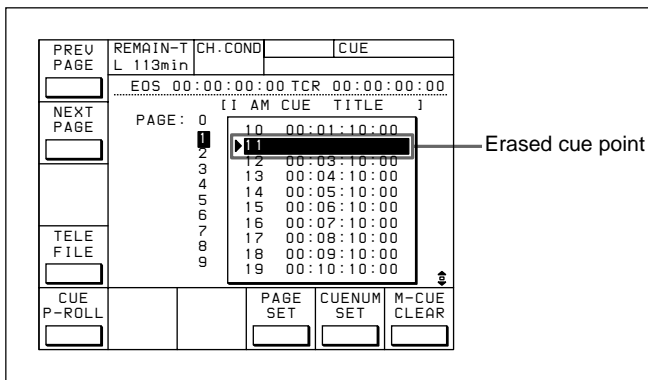 PREV PAGE
REMAIN-T
L 113min
CH.COND
CUE
EOS 00:00:00:00 TCR 00:00:00:00
NEXT PAGE
[I AM CUE TITLE ]
PAGE: 0
1
2
3
4
5
6
7
8
9
10 00:01:10:00
11
12 00:03:10:00
13 00:04:10:00
14 00:05:10:00
15 00:06:10:00
16 00:07:10:00
17 00:08:10:00
18 00:09:10:00
19 00:10:10:00
Erased cue point
TELE FILE
CUE P-ROLL
PAGE SET
CUENUM SET
M-CUE CLEAR